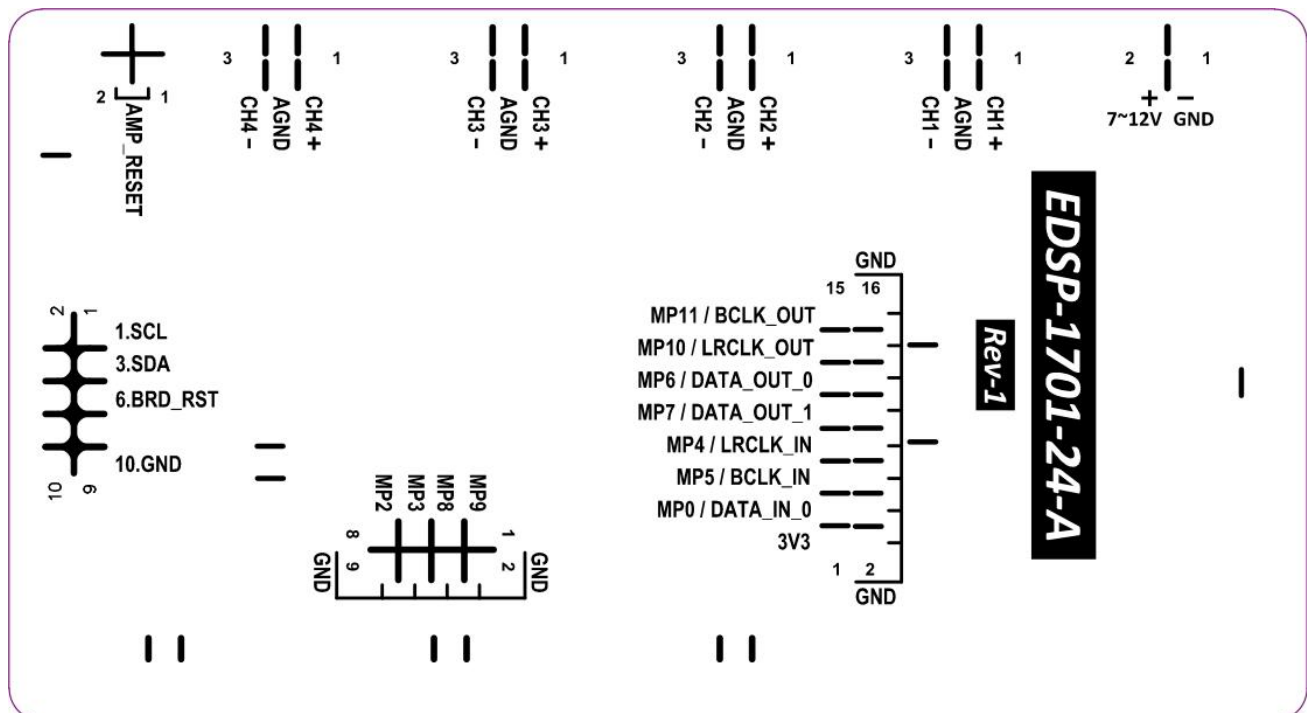 3 1 3 1 3 1 3 1 2 1
+ −
7~12V GND
CH4 - AGND CH4 +
CH3 - AGND CH3 +
CH2 - AGND CH2 +
CH1 - AGND CH1 +
2 1
AMP_RESET
EDSP-1701-24-A
Rev-1
GND
15 16
MP11 / BCLK_OUT
MP10 / LRCLK_OUT
MP6 / DATA_OUT_0
MP7 / DATA_OUT_1
MP4 / LRCLK_IN
MP5 / BCLK_IN
MP0 / DATA_IN_0
3V3
1 2
GND
2 1
1.SCL
3.SDA
6.BRD_RST
10.GND
10 9
MP2 MP3 MP8 MP9
8 1
GND 9 2 GND